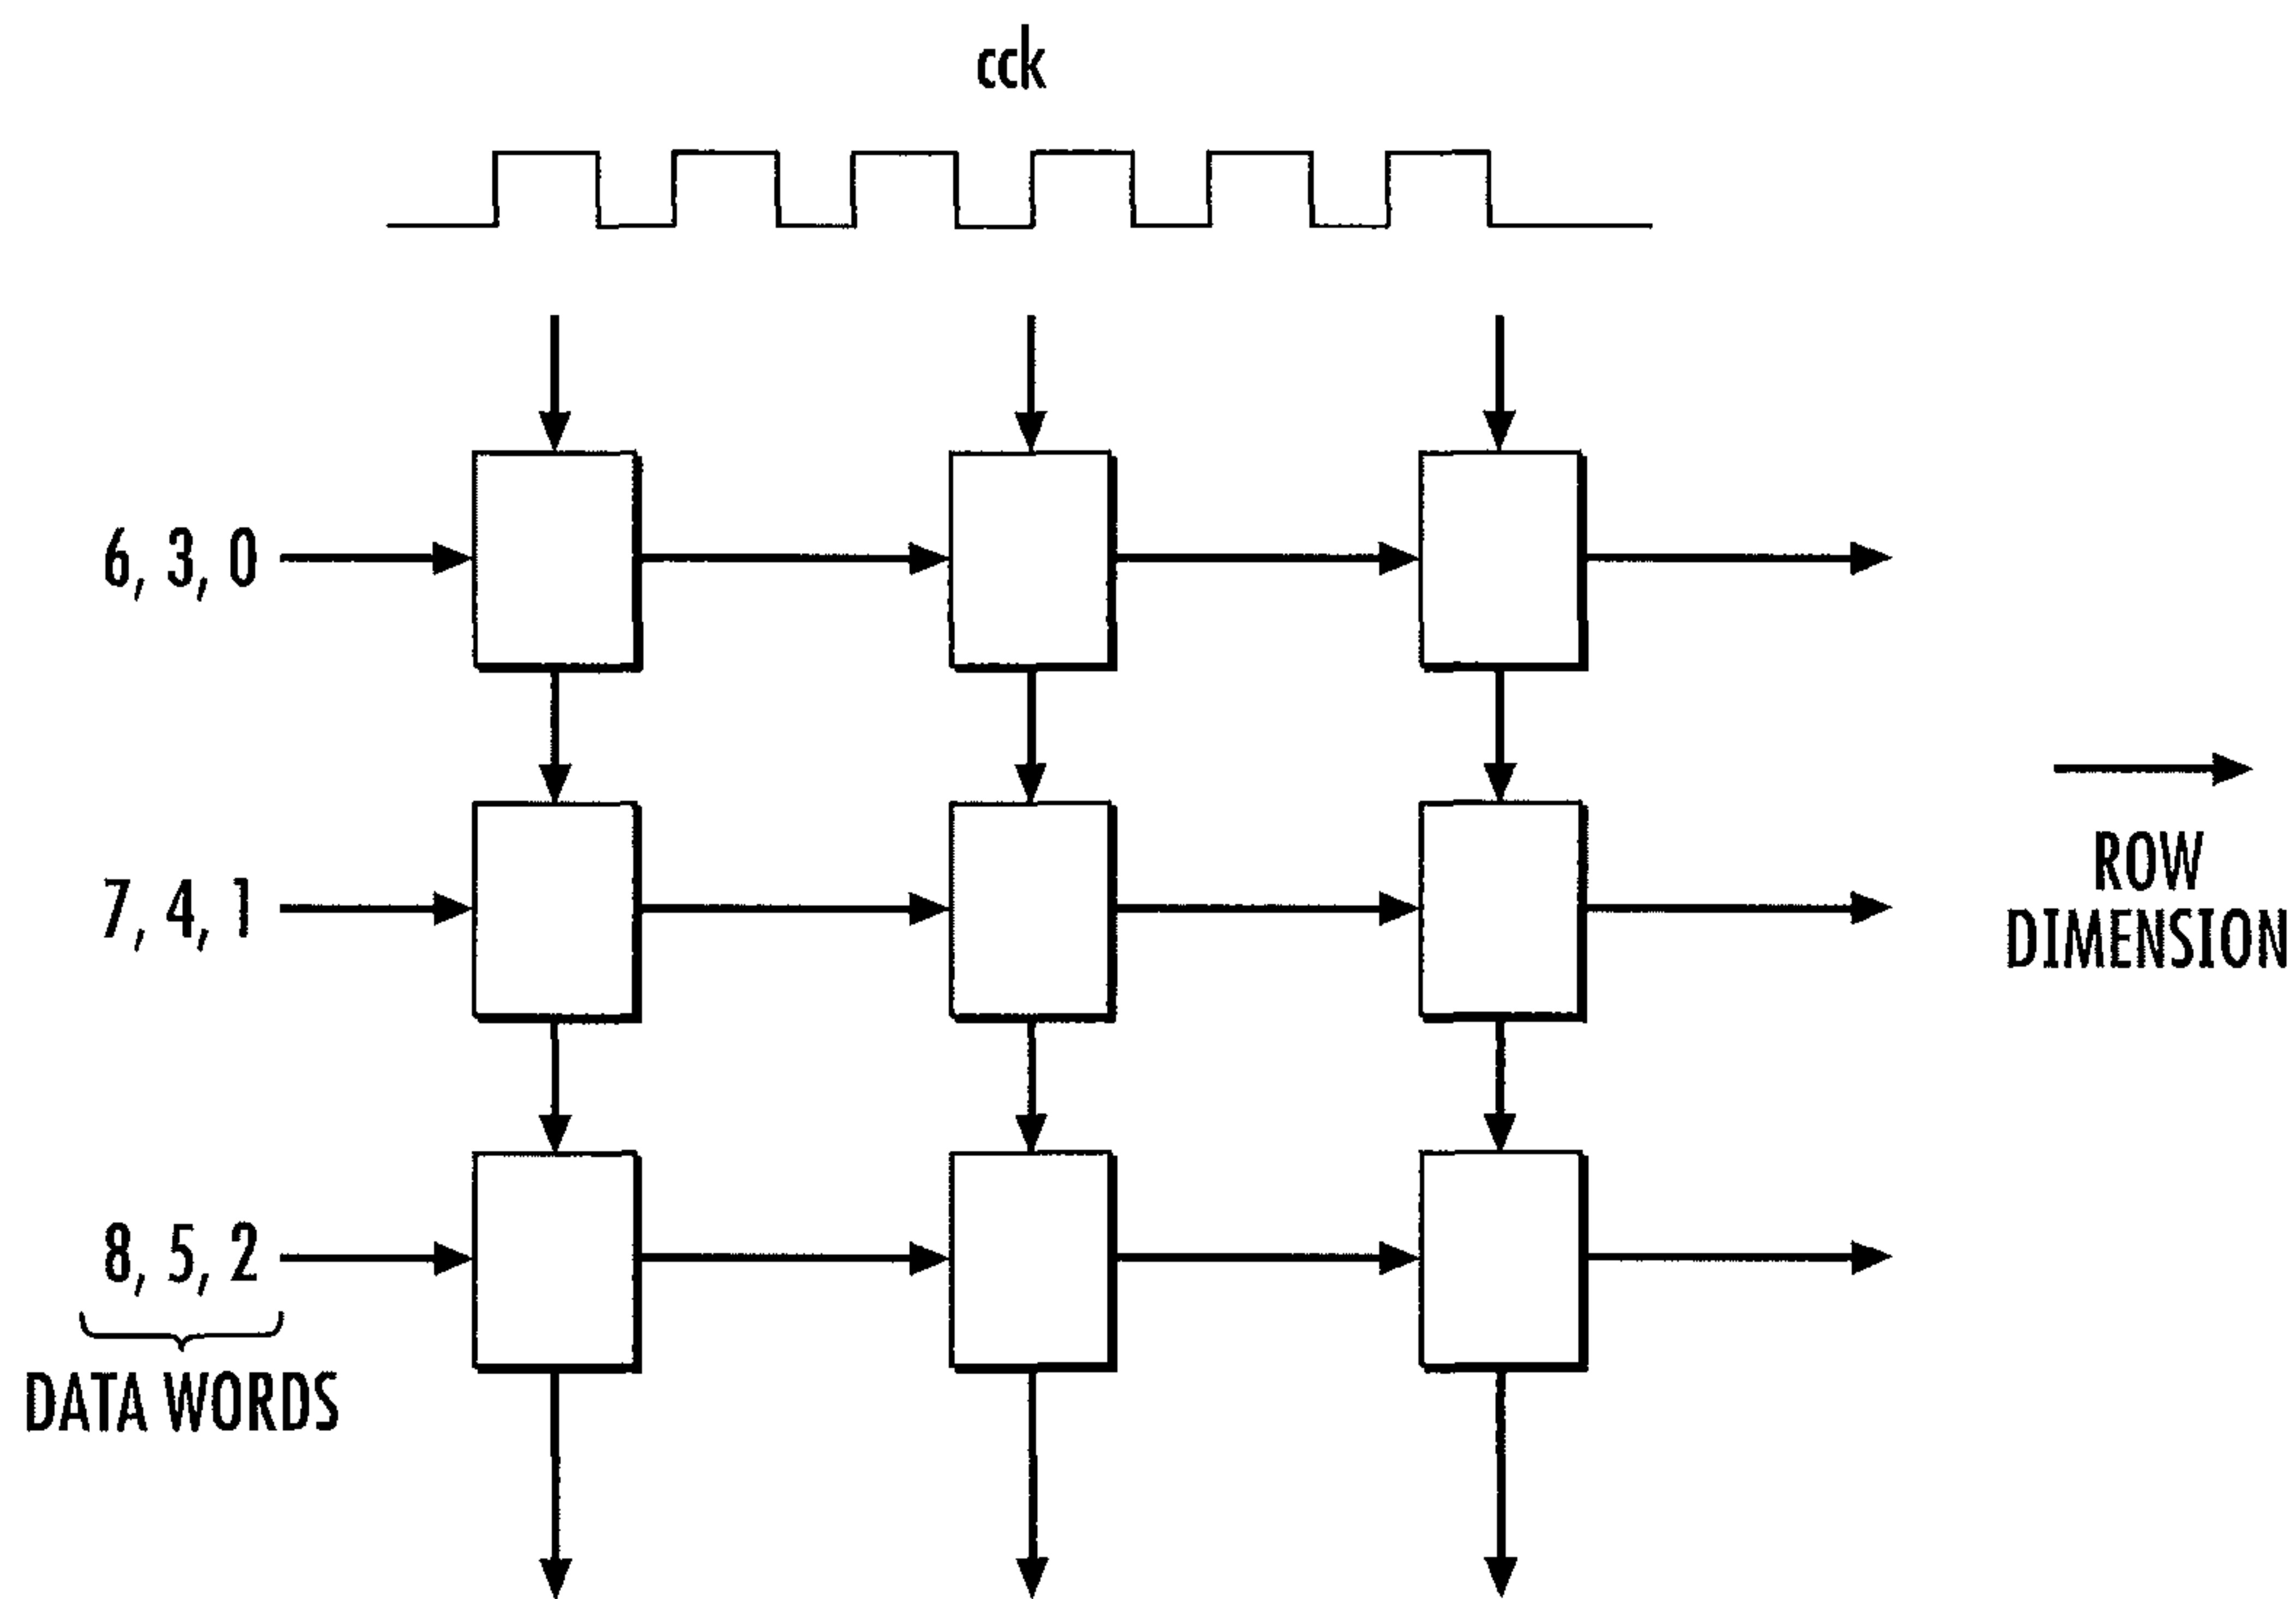 cck
6, 3, 0
7, 4, 1
ROW
DIMENSION
8, 5, 2
DATA WORDS